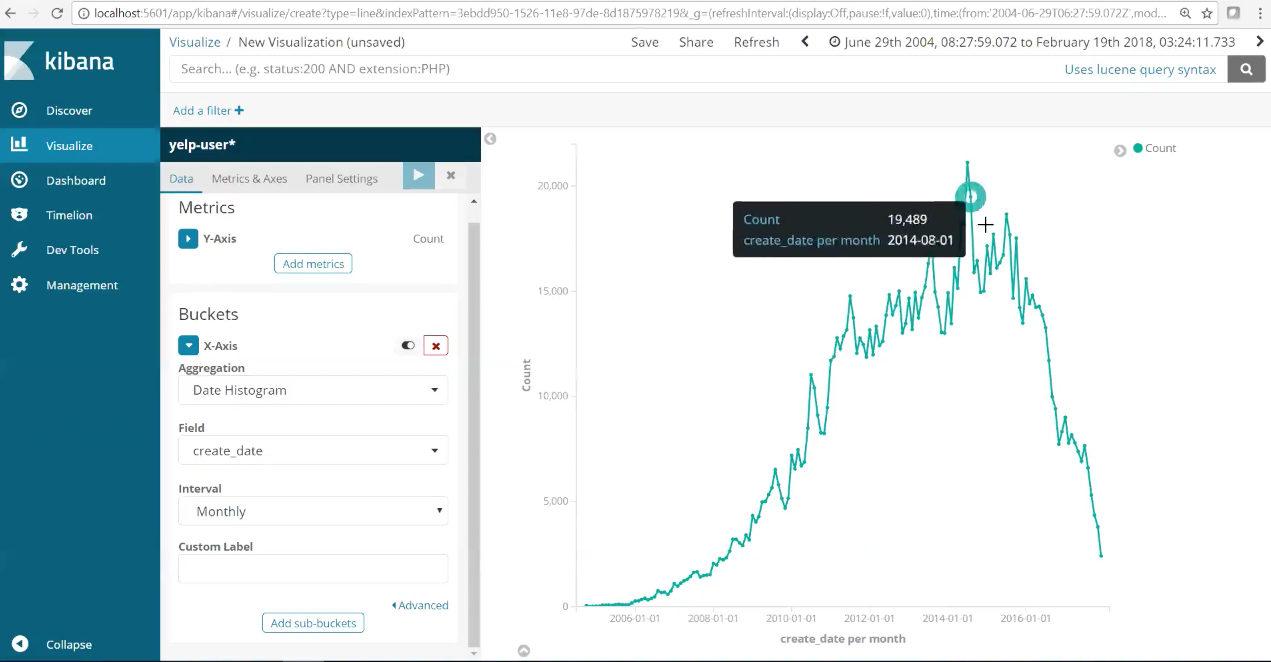 localhost:5601/app/kibana#/visualize/create?type=line&indexPattern=3ebdd950-1526-11e8-97de-8d1875978219&_g=(refreshInterval:(display:Off,pause:!f,value:0),time:(from:'2004-06-29T06:27:59.072Z',mod...
kibana
Visualize / New Visualization (unsaved)
Save Share Refresh June 29th 2004, 08:27:59.072 to February 19th 2018, 03:24:11.733
Search... (e.g. status:200 AND extension:PHP)
Uses lucene query syntax
Add a filter +
Discover
Visualize
Dashboard
Timelion
Dev Tools
Management
Collapse
yelp-user*
Data Metrics & Axes Panel Settings
Metrics
Y-Axis Count
Add metrics
Buckets
X-Axis
Aggregation
Date Histogram
Field
create_date
Interval
Monthly
Custom Label
Advanced
Add sub-buckets
Count
20,000
15,000
10,000
5,000
0
Count
Count 19,489
create_date per month 2014-08-01
2006-01-01 2008-01-01 2010-01-01 2012-01-01 2014-01-01 2016-01-01
create_date per month